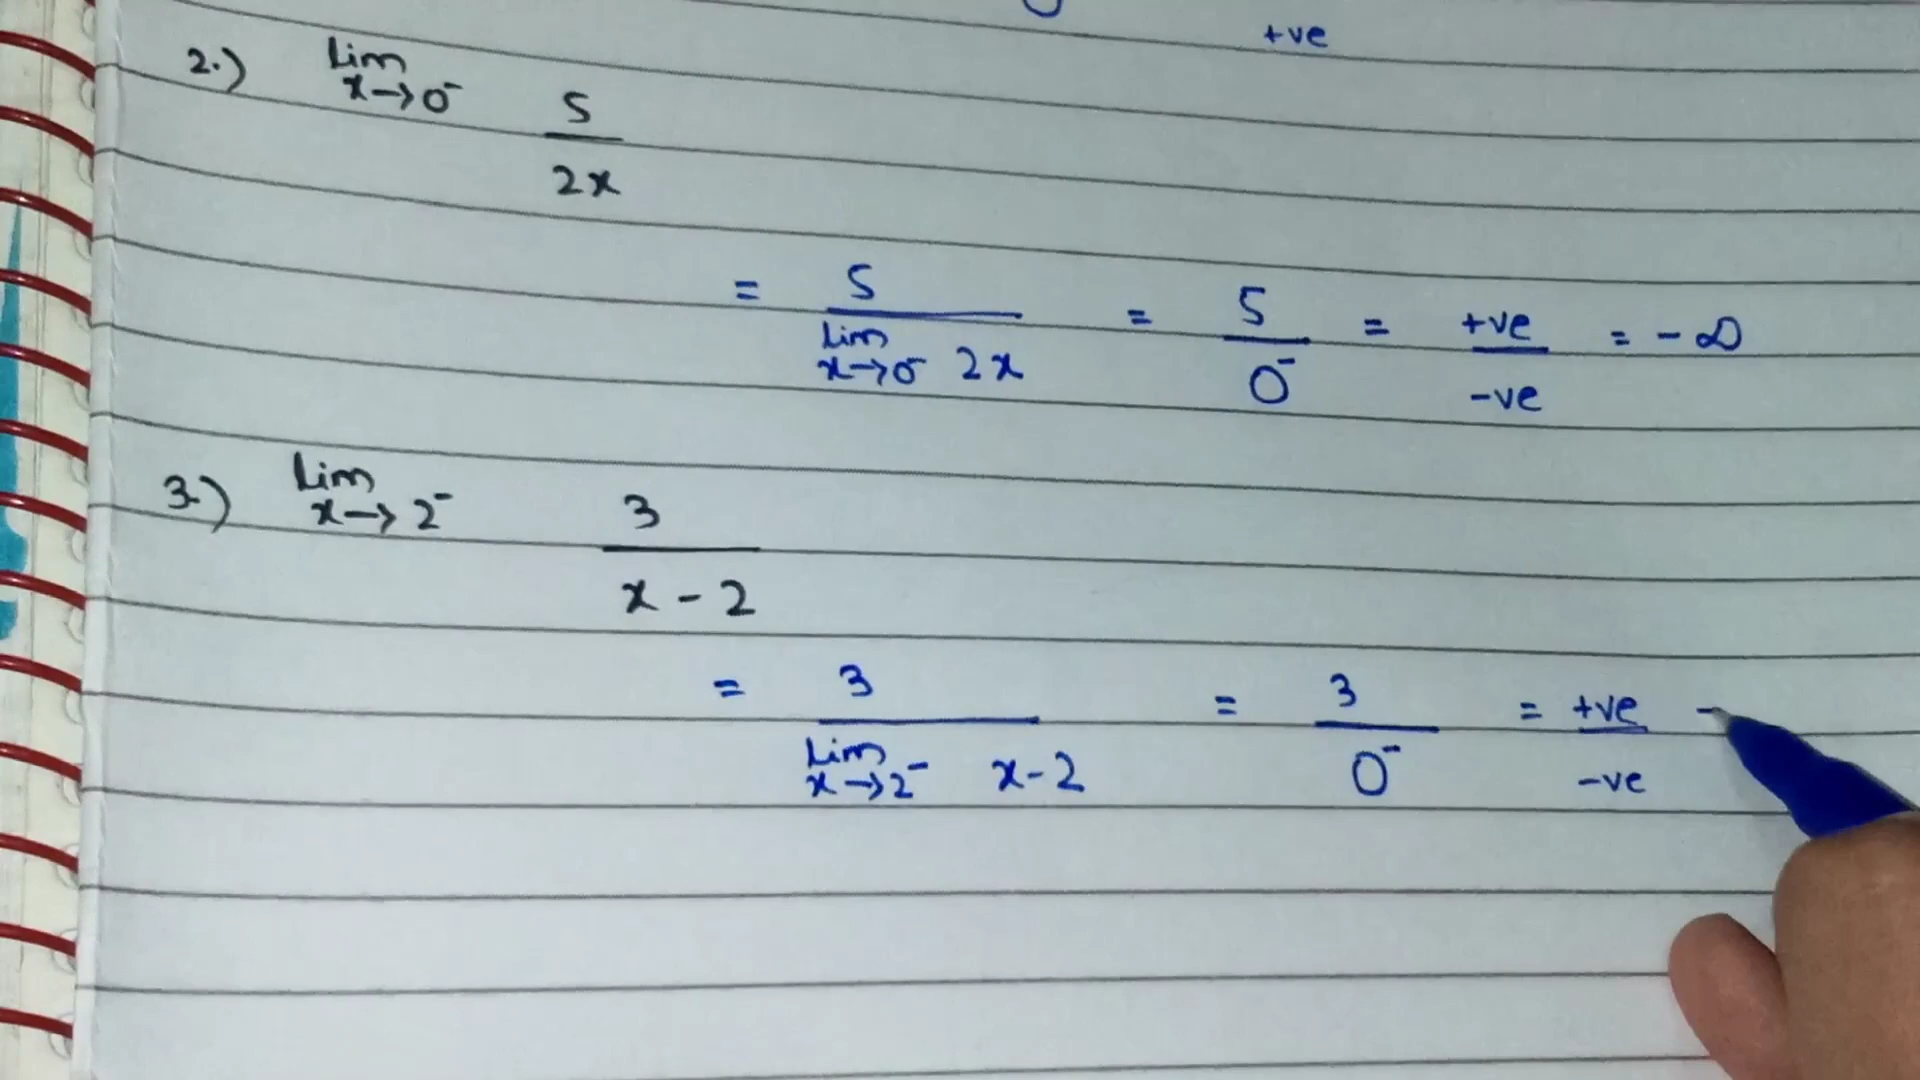 +ve
2.) Lim x→0⁻ 5/2x
= 5/(Lim x→0⁻ 2x) = 5/0⁻ = +ve/-ve = -∞
3.) Lim x→2⁻ 3/(x-2)
= 3/(Lim x→2⁻ x-2) = 3/0⁻ = +ve/-ve -